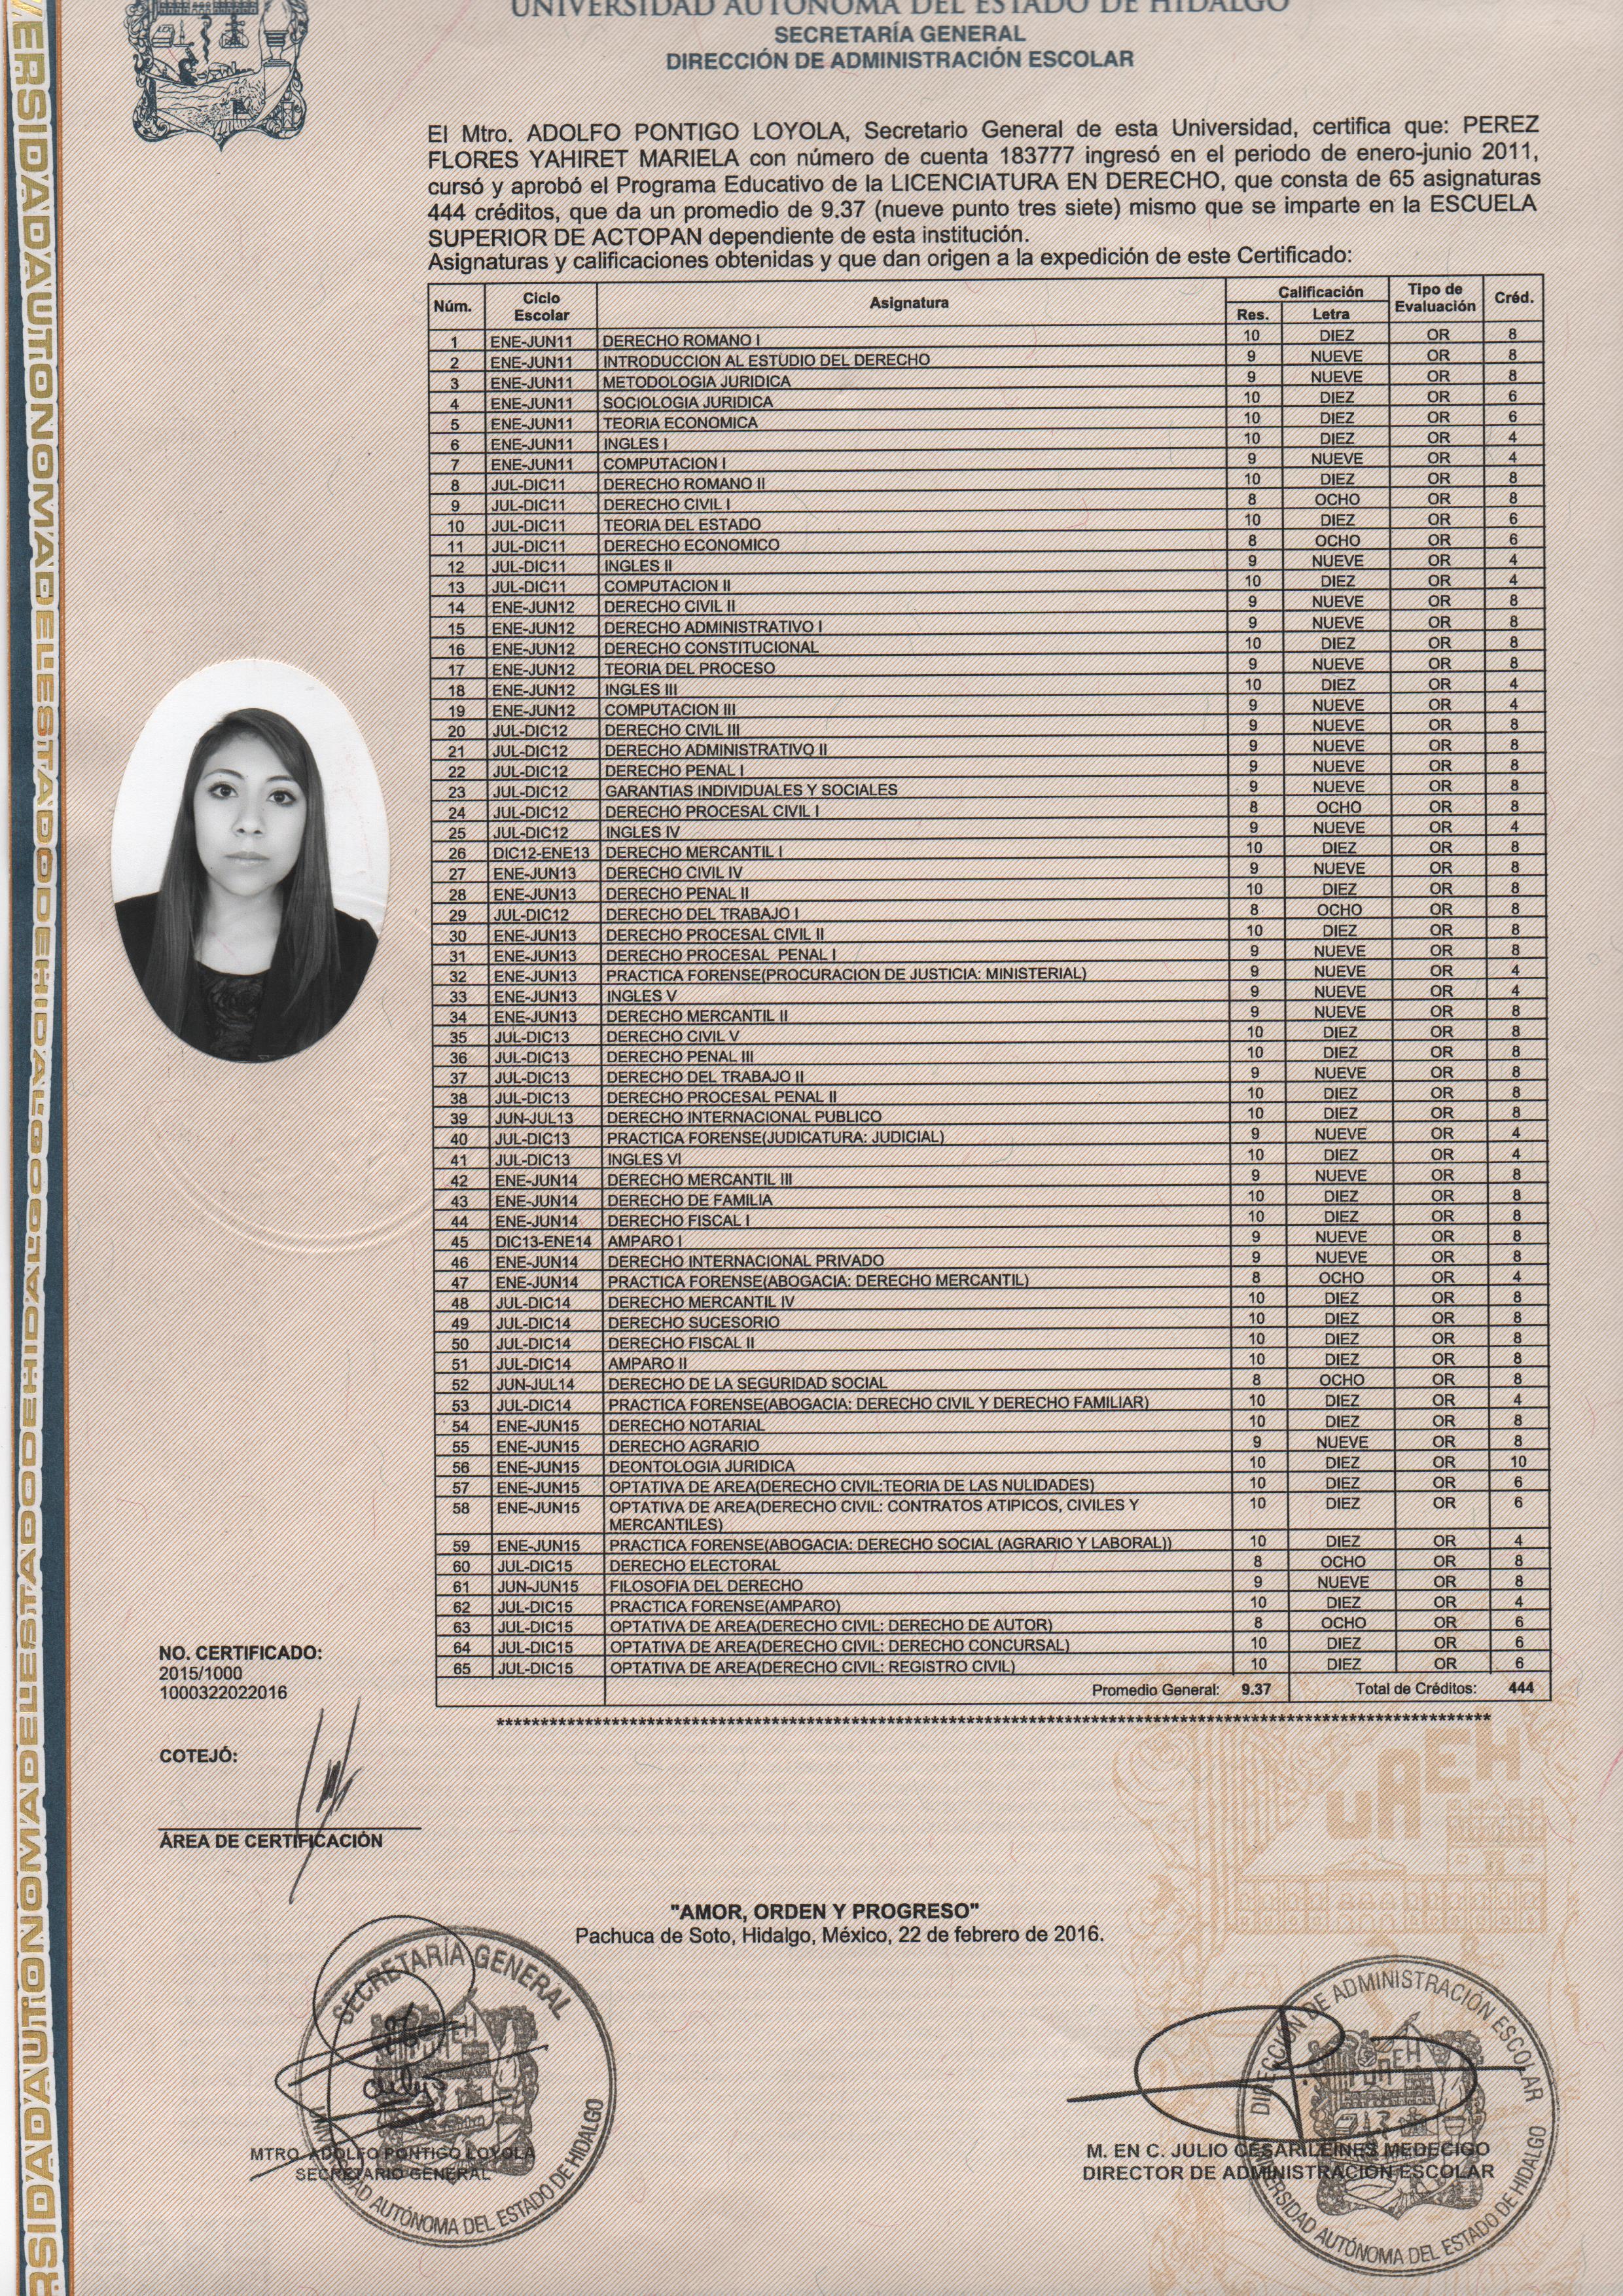 UNIVERSIDAD AUTÓNOMA DEL ESTADO DE HIDALGO
SECRETARÍA GENERAL
DIRECCIÓN DE ADMINISTRACIÓN ESCOLAR
El Mtro. ADOLFO PONTIGO LOYOLA, Secretario General de esta Universidad, certifica que: PEREZ
FLORES YAHIRET MARIELA con número de cuenta 183777 ingresó en el periodo de enero-junio 2011,
cursó y aprobó el Programa Educativo de la LICENCIATURA EN DERECHO, que consta de 65 asignaturas
444 créditos, que da un promedio de 9.37 (nueve punto tres siete) mismo que se imparte en la ESCUELA
SUPERIOR DE ACTOPAN dependiente de esta institución.
Asignaturas y calificaciones obtenidas y que dan origen a la expedición de este Certificado:
Núm. Ciclo Escolar Asignatura Calificación Res. Letra Tipo de Evaluación Créd.
1 ENE-JUN11 DERECHO ROMANO I 10 DIEZ OR 8
2 ENE-JUN11 INTRODUCCION AL ESTUDIO DEL DERECHO 9 NUEVE OR 8
3 ENE-JUN11 METODOLOGIA JURIDICA 9 NUEVE OR 8
4 ENE-JUN11 SOCIOLOGIA JURIDICA 10 DIEZ OR 6
5 ENE-JUN11 TEORIA ECONOMICA 10 DIEZ OR 6
6 ENE-JUN11 INGLES I 10 DIEZ OR 4
7 ENE-JUN11 COMPUTACION I 9 NUEVE OR 4
8 JUL-DIC11 DERECHO ROMANO II 10 DIEZ OR 8
9 JUL-DIC11 DERECHO CIVIL I 8 OCHO OR 8
10 JUL-DIC11 TEORIA DEL ESTADO 10 DIEZ OR 6
11 JUL-DIC11 DERECHO ECONOMICO 8 OCHO OR 6
12 JUL-DIC11 INGLES II 9 NUEVE OR 4
13 JUL-DIC11 COMPUTACION II 10 DIEZ OR 4
14 ENE-JUN12 DERECHO CIVIL II 9 NUEVE OR 8
15 ENE-JUN12 DERECHO ADMINISTRATIVO I 9 NUEVE OR 8
16 ENE-JUN12 DERECHO CONSTITUCIONAL 10 DIEZ OR 8
17 ENE-JUN12 TEORIA DEL PROCESO 9 NUEVE OR 8
18 ENE-JUN12 INGLES III 10 DIEZ OR 4
19 ENE-JUN12 COMPUTACION III 9 NUEVE OR 4
20 JUL-DIC12 DERECHO CIVIL III 9 NUEVE OR 8
21 JUL-DIC12 DERECHO ADMINISTRATIVO II 9 NUEVE OR 8
22 JUL-DIC12 DERECHO PENAL I 9 NUEVE OR 8
23 JUL-DIC12 GARANTIAS INDIVIDUALES Y SOCIALES 9 NUEVE OR 8
24 JUL-DIC12 DERECHO PROCESAL CIVIL I 8 OCHO OR 8
25 JUL-DIC12 INGLES IV 9 NUEVE OR 4
26 DIC12-ENE13 DERECHO MERCANTIL I 10 DIEZ OR 8
27 ENE-JUN13 DERECHO CIVIL IV 9 NUEVE OR 8
28 ENE-JUN13 DERECHO PENAL II 10 DIEZ OR 8
29 JUL-DIC12 DERECHO DEL TRABAJO I 8 OCHO OR 8
30 ENE-JUN13 DERECHO PROCESAL CIVIL II 10 DIEZ OR 8
31 ENE-JUN13 DERECHO PROCESAL PENAL I 9 NUEVE OR 8
32 ENE-JUN13 PRACTICA FORENSE(PROCURACION DE JUSTICIA: MINISTERIAL) 9 NUEVE OR 4
33 ENE-JUN13 INGLES V 9 NUEVE OR 4
34 ENE-JUN13 DERECHO MERCANTIL II 9 NUEVE OR 8
35 JUL-DIC13 DERECHO CIVIL V 10 DIEZ OR 8
36 JUL-DIC13 DERECHO PENAL III 10 DIEZ OR 8
37 JUL-DIC13 DERECHO DEL TRABAJO II 9 NUEVE OR 8
38 JUL-DIC13 DERECHO PROCESAL PENAL II 10 DIEZ OR 8
39 JUN-JUL13 DERECHO INTERNACIONAL PUBLICO 10 DIEZ OR 8
40 JUL-DIC13 PRACTICA FORENSE(JUDICATURA: JUDICIAL) 9 NUEVE OR 4
41 JUL-DIC13 INGLES VI 10 DIEZ OR 4
42 ENE-JUN14 DERECHO MERCANTIL III 9 NUEVE OR 8
43 ENE-JUN14 DERECHO DE FAMILIA 10 DIEZ OR 8
44 ENE-JUN14 DERECHO FISCAL I 10 DIEZ OR 8
45 DIC13-ENE14 AMPARO I 9 NUEVE OR 8
46 ENE-JUN14 DERECHO INTERNACIONAL PRIVADO 9 NUEVE OR 8
47 ENE-JUN14 PRACTICA FORENSE(ABOGACIA: DERECHO MERCANTIL) 8 OCHO OR 4
48 JUL-DIC14 DERECHO MERCANTIL IV 10 DIEZ OR 8
49 JUL-DIC14 DERECHO SUCESORIO 10 DIEZ OR 8
50 JUL-DIC14 DERECHO FISCAL II 10 DIEZ OR 8
51 JUL-DIC14 AMPARO II 10 DIEZ OR 8
52 JUN-JUL14 DERECHO DE LA SEGURIDAD SOCIAL 8 OCHO OR 8
53 JUL-DIC14 PRACTICA FORENSE(ABOGACIA: DERECHO CIVIL Y DERECHO FAMILIAR) 10 DIEZ OR 4
54 ENE-JUN15 DERECHO NOTARIAL 10 DIEZ OR 8
55 ENE-JUN15 DERECHO AGRARIO 9 NUEVE OR 8
56 ENE-JUN15 DEONTOLOGIA JURIDICA 10 DIEZ OR 10
57 ENE-JUN15 OPTATIVA DE AREA(DERECHO CIVIL:TEORIA DE LAS NULIDADES) 10 DIEZ OR 6
58 ENE-JUN15 OPTATIVA DE AREA(DERECHO CIVIL: CONTRATOS ATIPICOS, CIVILES Y 10 DIEZ OR 6
MERCANTILES)
59 ENE-JUN15 PRACTICA FORENSE(ABOGACIA: DERECHO SOCIAL (AGRARIO Y LABORAL)) 10 DIEZ OR 4
60 JUL-DIC15 DERECHO ELECTORAL 8 OCHO OR 8
61 JUN-JUN15 FILOSOFIA DEL DERECHO 9 NUEVE OR 8
62 JUL-DIC15 PRACTICA FORENSE(AMPARO) 10 DIEZ OR 4
63 JUL-DIC15 OPTATIVA DE AREA(DERECHO CIVIL: DERECHO DE AUTOR) 8 OCHO OR 6
64 JUL-DIC15 OPTATIVA DE AREA(DERECHO CIVIL: DERECHO CONCURSAL) 10 DIEZ OR 6
65 JUL-DIC15 OPTATIVA DE AREA(DERECHO CIVIL: REGISTRO CIVIL) 10 DIEZ OR 6
Promedio General: 9.37 Total de Créditos: 444
NO. CERTIFICADO:
2015/1000
1000322022016
COTEJÓ:
ÁREA DE CERTIFICACIÓN
UAEH
"AMOR, ORDEN Y PROGRESO"
Pachuca de Soto, Hidalgo, México, 22 de febrero de 2016.
SECRETARÍA GENERAL
UNIVERSIDAD AUTÓNOMA DEL ESTADO DE HIDALGO
MTRO. ADOLFO PONTIGO LOYOLA
SECRETARIO GENERAL
DIRECCIÓN DE ADMINISTRACIÓN ESCOLAR
UNIVERSIDAD AUTÓNOMA DEL ESTADO DE HIDALGO
M. EN C. JULIO CESAR LEINES MEDECIGO
DIRECTOR DE ADMINISTRACIÓN ESCOLAR